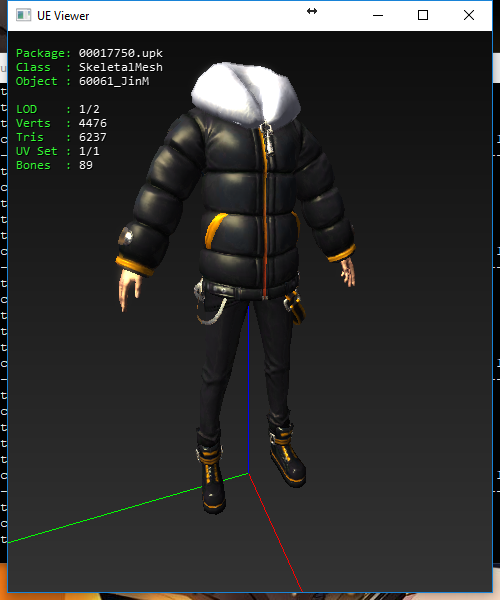 UE Viewer
Package: 00017750.upk
Class  : SkeletalMesh
Object : 60061_JinM
LOD    : 1/2
Verts  : 4476
Tris   : 6237
UV Set : 1/1
Bones  : 89